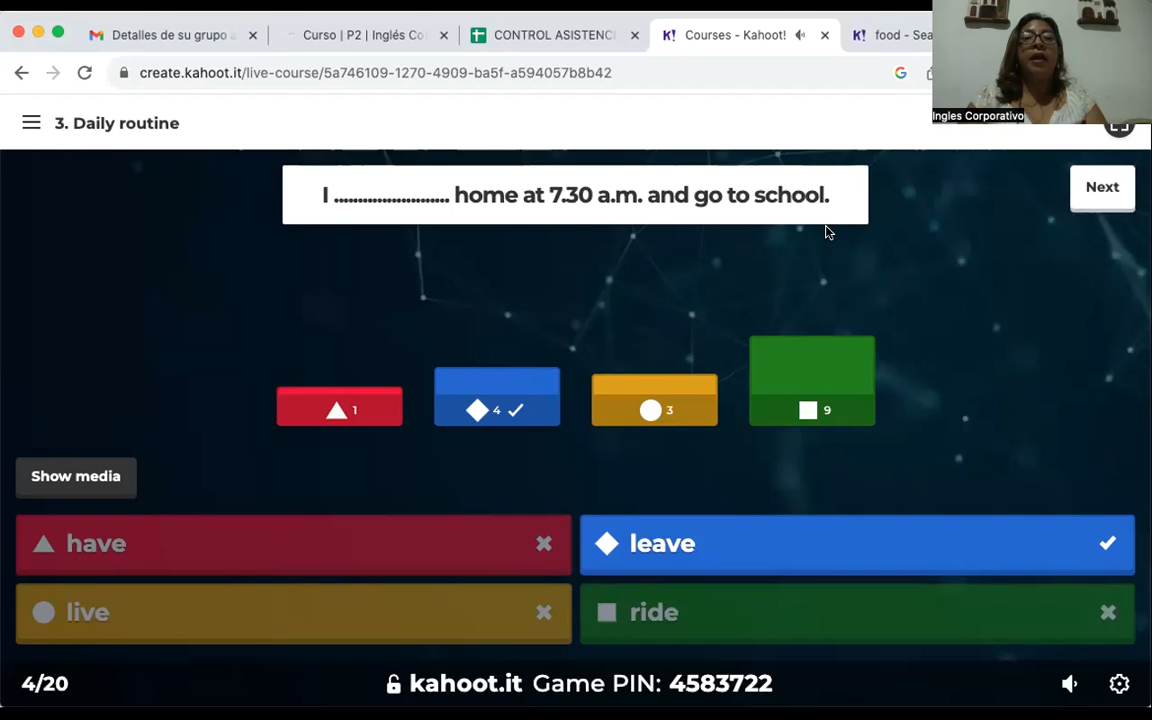 Detalles de su grupo
Curso | P2 | Inglés Co
CONTROL ASISTENC
Courses - Kahoot!
K! food - Sea
create.kahoot.it/live-course/5a746109-1270-4909-ba5f-a594057b8b42
Ingles Corporativo
3. Daily routine
I ........................ home at 7.30 a.m. and go to school.
Next
1
4
3
9
Show media
have
leave
live
ride
4/20
kahoot.it Game PIN: 4583722